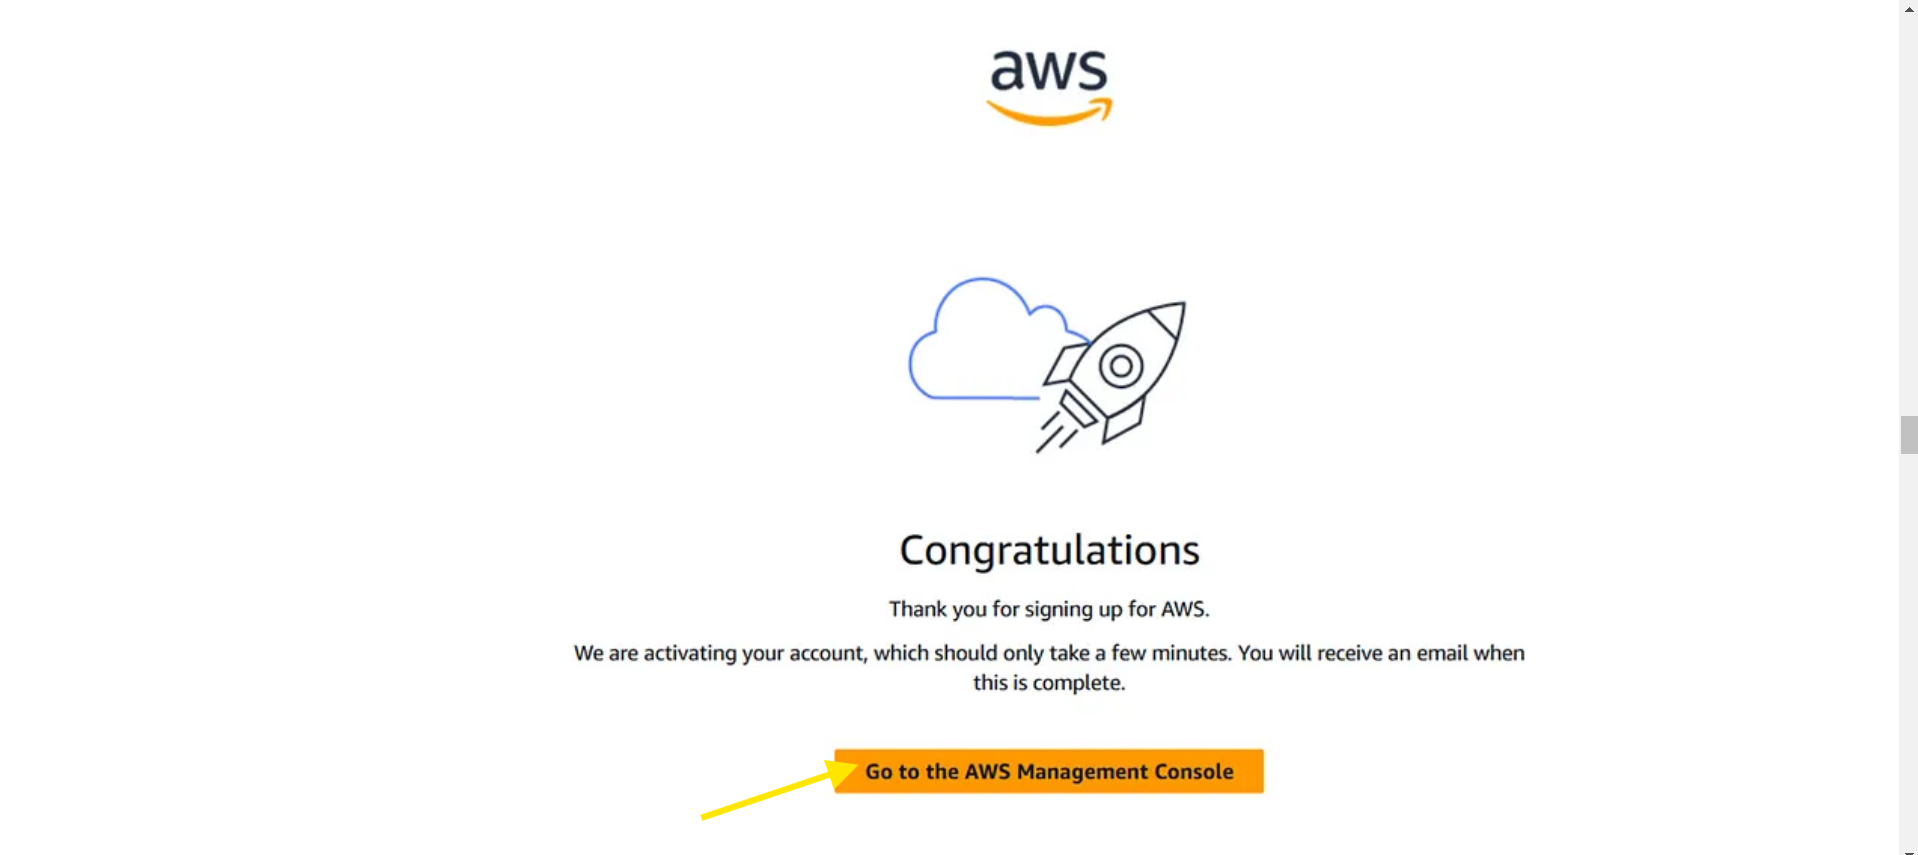 aws
Congratulations
Thank you for signing up for AWS.
We are activating your account, which should only take a few minutes. You will receive an email when
this is complete.
Go to the AWS Management Console